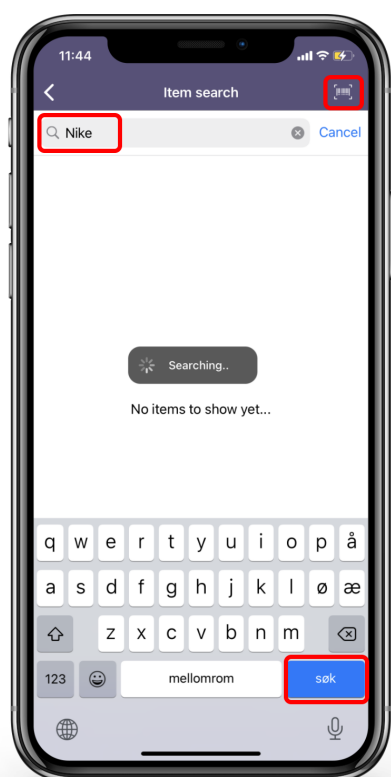 11:44
Item search
Nike
Cancel
Searching..
No items to show yet...
q w e r t y u i o p å
a s d f g h j k l ø æ
z x c v b n m
123 mellomrom søk